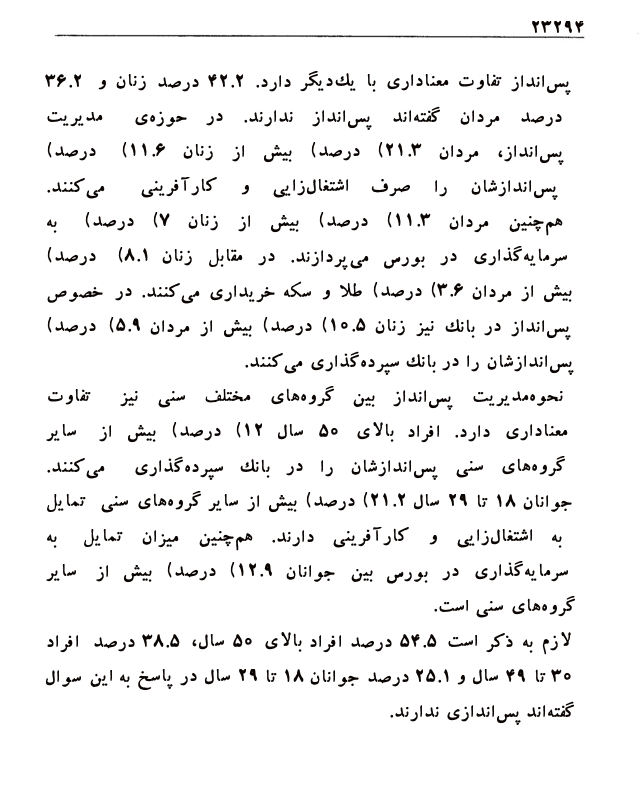 ۲۳۲۹۴
پس‌انداز تفاوت معناداری با یك‌دیگر دارد. ۴۲.۲ درصد زنان و ۳۶.۲
درصد مردان گفته‌اند پس‌انداز ندارند. در حوزه‌ی مدیریت
پس‌انداز، مردان ۲۱.۳) درصد) بیش از زنان ۱۱.۶) درصد)
پس‌اندازشان را صرف اشتغال‌زایی و کارآفرینی می‌کنند.
هم‌چنین مردان ۱۱.۳) درصد) بیش از زنان ۷) درصد) به
سرمایه‌گذاری در بورس می‌پردازند. در مقابل زنان ۸.۱) درصد)
بیش از مردان ۳.۶) درصد) طلا و سکه خریداری می‌کنند. در خصوص
پس‌انداز در بانك نیز زنان ۱۰.۵) درصد) بیش از مردان ۵.۹) درصد)
پس‌اندازشان را در بانك سپرده‌گذاری می‌کنند.
نحوه‌مدیریت پس‌انداز بین گروه‌های مختلف سنی نیز تفاوت
معناداری دارد. افراد بالای ۵۰ سال ۱۲) درصد) بیش از سایر
گروه‌های سنی پس‌اندازشان را در بانك سپرده‌گذاری می‌کنند.
جوانان ۱۸ تا ۲۹ سال ۲۱.۲) درصد) بیش از سایر گروه‌های سنی تمایل
به اشتغال‌زایی و کارآفرینی دارند. هم‌چنین میزان تمایل به
سرمایه‌گذاری در بورس بین جوانان ۱۲.۹) درصد) بیش از سایر
گروه‌های سنی است.
لازم به ذکر است ۵۴.۵ درصد افراد بالای ۵۰ سال، ۳۸.۵ درصد افراد
۳۰ تا ۴۹ سال و ۲۵.۱ درصد جوانان ۱۸ تا ۲۹ سال در پاسخ به این سوال
گفته‌اند پس‌اندازی ندارند.